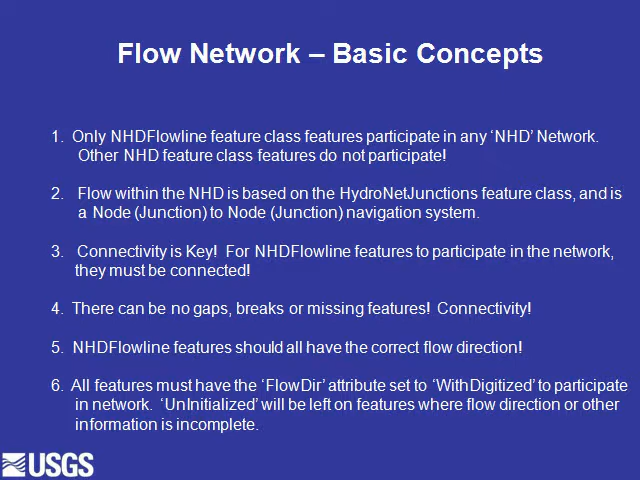 Flow Network – Basic Concepts
1. Only NHDFlowline feature class features participate in any ‘NHD’ Network.
Other NHD feature class features do not participate!
2. Flow within the NHD is based on the HydroNetJunctions feature class, and is
a Node (Junction) to Node (Junction) navigation system.
3. Connectivity is Key! For NHDFlowline features to participate in the network,
they must be connected!
4. There can be no gaps, breaks or missing features! Connectivity!
5. NHDFlowline features should all have the correct flow direction!
6. All features must have the ‘FlowDir’ attribute set to ‘WithDigitized’ to participate
in network. ‘UnInitialized’ will be left on features where flow direction or other
information is incomplete.
USGS